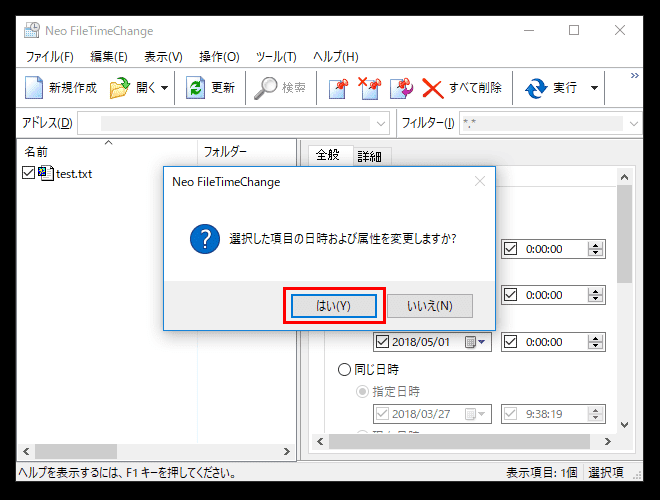 Neo FileTimeChange
ファイル(F) 編集(E) 表示(V) 操作(O) ツール(T) ヘルプ(H)
新規作成 開く 更新 検索 すべて削除 実行 »
アドレス(D) フィルター(I) *.*
名前 フォルダー
全般 詳細
test.txt
Neo FileTimeChange
選択した項目の日時および属性を変更しますか?
はい(Y) いいえ(N)
0:00:00
0:00:00
2018/05/01 0:00:00
同じ日時
指定日時
2018/03/27 9:38:19
ヘルプを表示するには、F1 キーを押してください。 表示項目: 1個 選択項